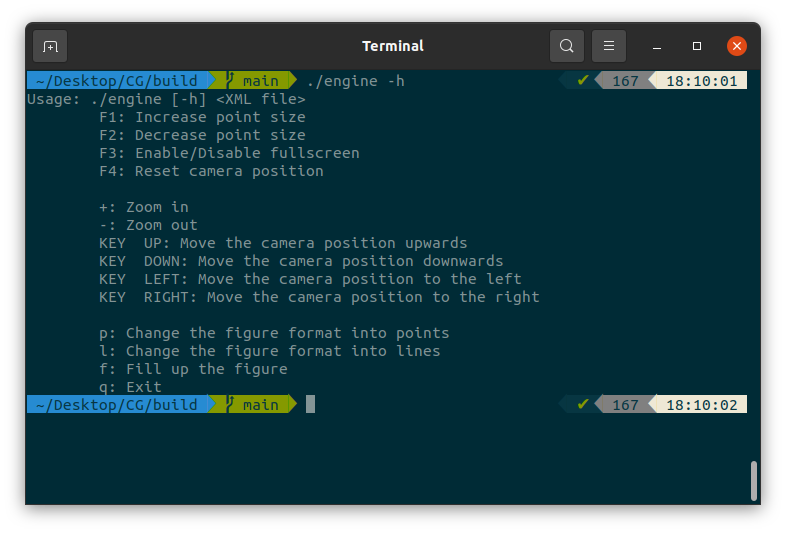 Terminal
~/Desktop/CG/build main ./engine -h ✔ 167 18:10:01
Usage: ./engine [-h] <XML file>
F1: Increase point size
F2: Decrease point size
F3: Enable/Disable fullscreen
F4: Reset camera position
+: Zoom in
-: Zoom out
KEY  UP: Move the camera position upwards
KEY  DOWN: Move the camera position downwards
KEY  LEFT: Move the camera position to the left
KEY  RIGHT: Move the camera position to the right
p: Change the figure format into points
l: Change the figure format into lines
f: Fill up the figure
q: Exit
~/Desktop/CG/build main ✔ 167 18:10:02